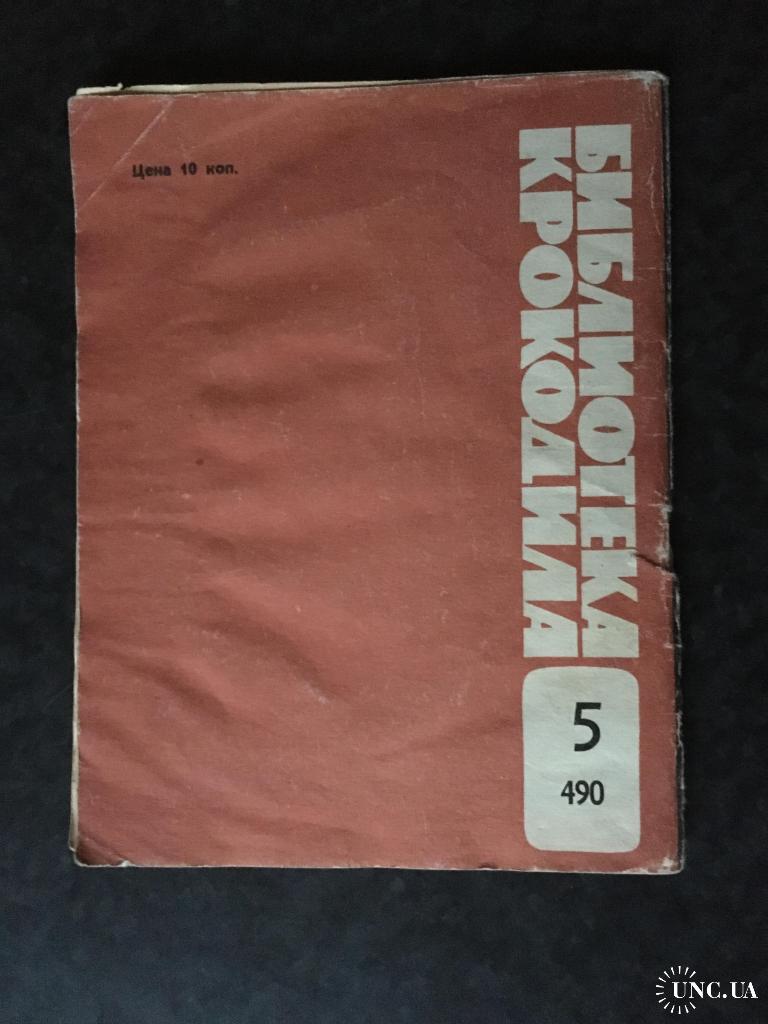 Цена 10 коп.
БИБЛИОТЕКА
КРОКОДИЛА
5
490
UNC.UA